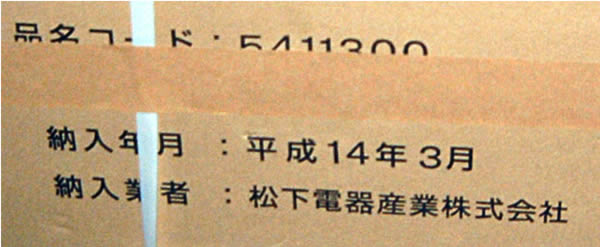 品名コード：5411300
納入年月：平成14年3月
納入業者：松下電器産業株式会社